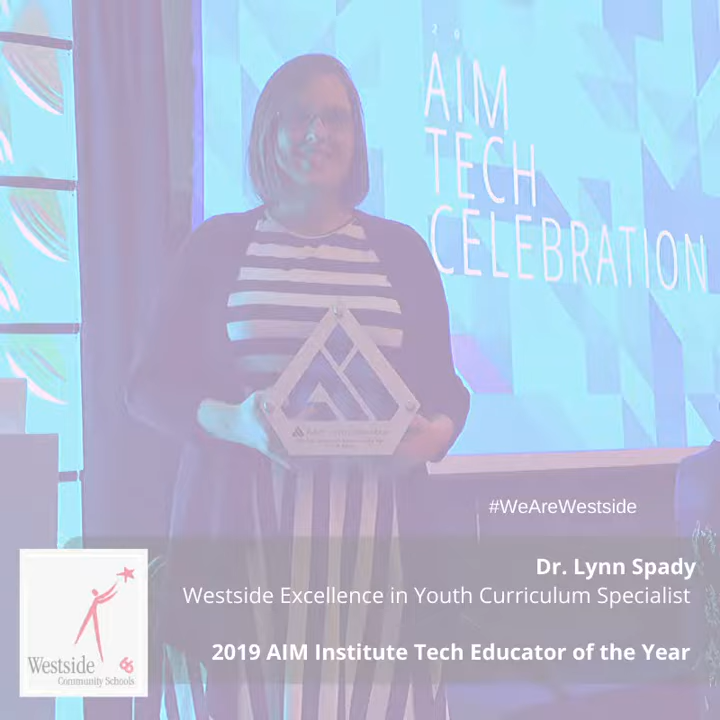 AIM
TECH
CELEBRATION
#WeAreWestside
Dr. Lynn Spady
Westside Excellence in Youth Curriculum Specialist
2019 AIM Institute Tech Educator of the Year
Westside 66
Community Schools